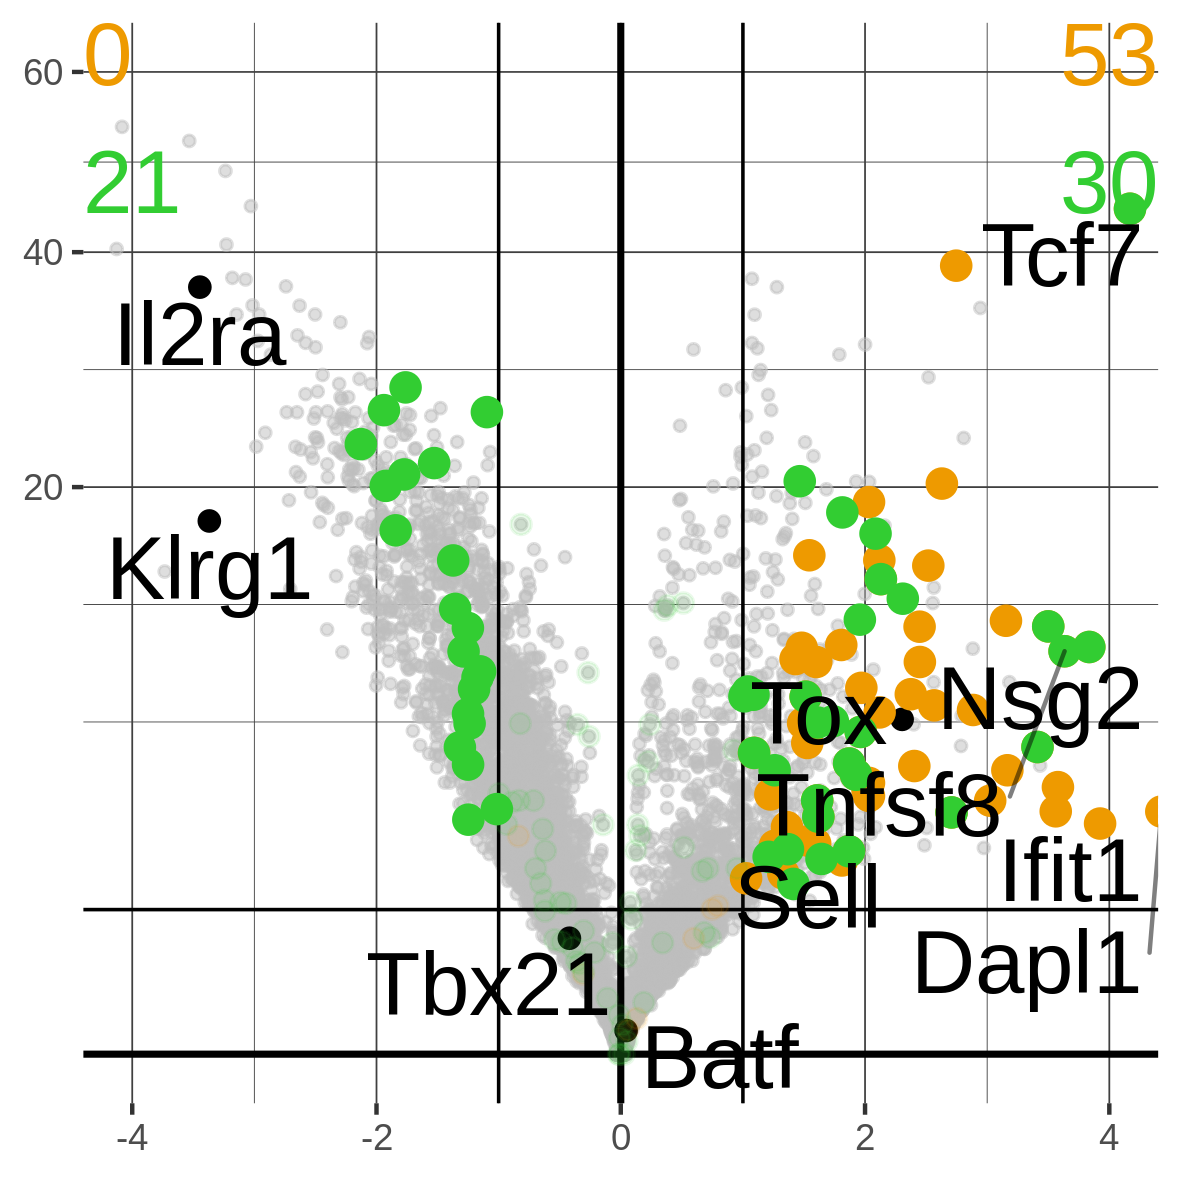 0 53
60
21 30
Tcf7
40
Il2ra
20
Klrg1
Tox Nsg2
Tnfsf8
Ifit1
Sell
Dapl1
Tbx21
Batf
-4 -2 0 2 4